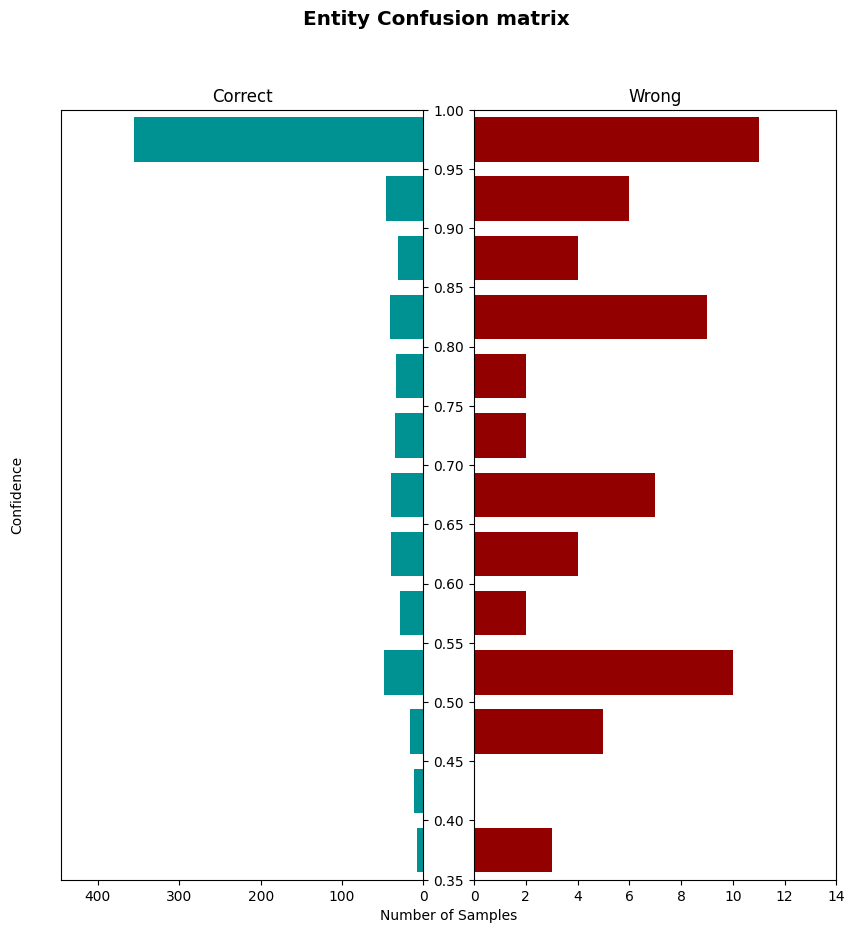 Entity Confusion matrix
Correct
Wrong
1.00
0.95
0.90
0.85
0.80
0.75
0.70
0.65
0.60
0.55
0.50
0.45
0.40
0.35
Confidence
400 300 200 100 0
0 2 4 6 8 10 12 14
Number of Samples